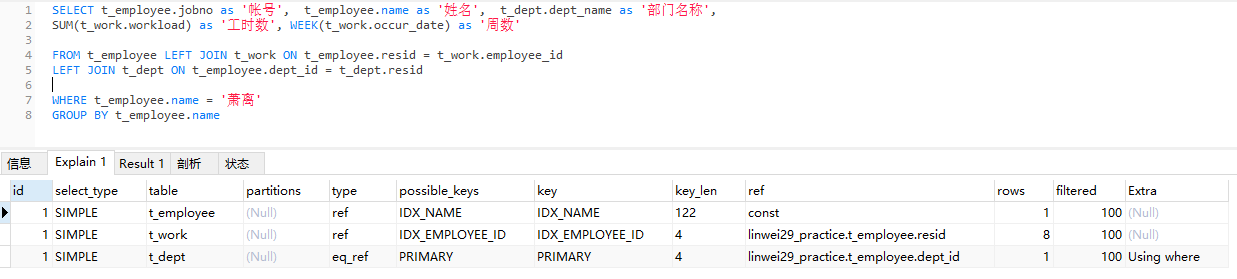 1 SELECT t_employee.jobno as '帐号', t_employee.name as '姓名', t_dept.dept_name as '部门名称',
2 SUM(t_work.workload) as '工时数', WEEK(t_work.occur_date) as '周数'
3
4 FROM t_employee LEFT JOIN t_work ON t_employee.resid = t_work.employee_id
5 LEFT JOIN t_dept ON t_employee.dept_id = t_dept.resid
6
7 WHERE t_employee.name = '萧离'
8 GROUP BY t_employee.name
信息 Explain 1 Result 1 剖析 状态
id select_type table partitions type possible_keys key key_len ref rows filtered Extra
1 SIMPLE t_employee (Null) ref IDX_NAME IDX_NAME 122 const 1 100 (Null)
1 SIMPLE t_work (Null) ref IDX_EMPLOYEE_ID IDX_EMPLOYEE_ID 4 linwei29_practice.t_employee.resid 8 100 (Null)
1 SIMPLE t_dept (Null) eq_ref PRIMARY PRIMARY 4 linwei29_practice.t_employee.dept_id 1 100 Using where